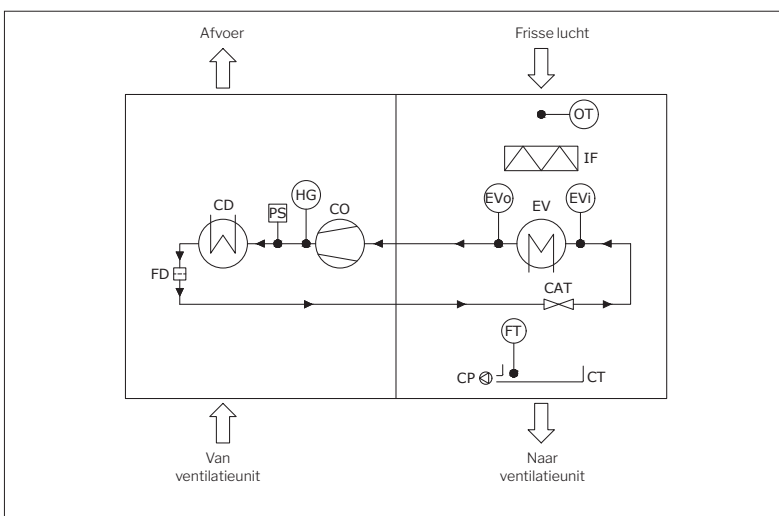 Afvoer
Frisse lucht
OT
IF
HG
EVo
EV
EVi
CD
PS
CO
FD
CAT
FT
CP
CT
Van
ventilatieunit
Naar
ventilatieunit